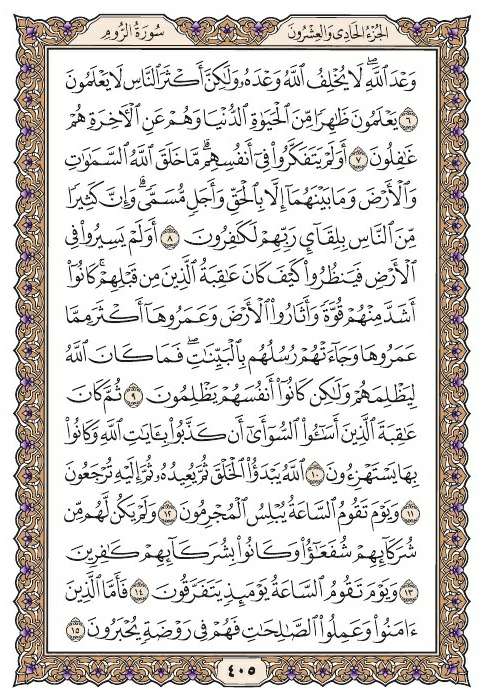 الجزء الحادي والعشرون
سورة الروم
وَعْدَ ٱللَّهِۖ لَا يُخْلِفُ ٱللَّهُ وَعْدَهُۥ وَلَٰكِنَّ أَكْثَرَ ٱلنَّاسِ لَا يَعْلَمُونَ
٦ يَعْلَمُونَ ظَٰهِرًا مِّنَ ٱلْحَيَوٰةِ ٱلدُّنْيَا وَهُمْ عَنِ ٱلْأَخِرَةِ هُمْ
غَٰفِلُونَ ٧ أَوَلَمْ يَتَفَكَّرُوا۟ فِىٓ أَنفُسِهِمۗ مَّا خَلَقَ ٱللَّهُ ٱلسَّمَٰوَٰتِ
وَٱلْأَرْضَ وَمَا بَيْنَهُمَآ إِلَّا بِٱلْحَقِّ وَأَجَلٍ مُّسَمًّىۗ وَإِنَّ كَثِيرًا
مِّنَ ٱلنَّاسِ بِلِقَآئِ رَبِّهِمْ لَكَٰفِرُونَ ٨ أَوَلَمْ يَسِيرُوا۟ فِى
ٱلْأَرْضِ فَيَنظُرُوا۟ كَيْفَ كَانَ عَٰقِبَةُ ٱلَّذِينَ مِن قَبْلِهِمْۚ كَانُوٓا۟
أَشَدَّ مِنْهُمْ قُوَّةً وَأَثَارُوا۟ ٱلْأَرْضَ وَعَمَرُوهَآ أَكْثَرَ مِمَّا
عَمَرُوهَا وَجَآءَتْهُمْ رُسُلُهُم بِٱلْبَيِّنَٰتِۖ فَمَا كَانَ ٱللَّهُ
لِيَظْلِمَهُمْ وَلَٰكِن كَانُوٓا۟ أَنفُسَهُمْ يَظْلِمُونَ ٩ ثُمَّ كَانَ
عَٰقِبَةَ ٱلَّذِينَ أَسَٰٓـُٔوا۟ ٱلسُّوٓأَىٰٓ أَن كَذَّبُوا۟ بِـَٔايَٰتِ ٱللَّهِ وَكَانُوا۟
بِهَا يَسْتَهْزِءُونَ ١٠ ٱللَّهُ يَبْدَؤُا۟ ٱلْخَلْقَ ثُمَّ يُعِيدُهُۥ ثُمَّ إِلَيْهِ تُرْجَعُونَ
١١ وَيَوْمَ تَقُومُ ٱلسَّاعَةُ يُبْلِسُ ٱلْمُجْرِمُونَ ١٢ وَلَمْ يَكُن لَّهُم مِّن
شُرَكَآئِهِمْ شُفَعَٰٓؤُا۟ وَكَانُوا۟ بِشُرَكَآئِهِمْ كَٰفِرِينَ
١٣ وَيَوْمَ تَقُومُ ٱلسَّاعَةُ يَوْمَئِذٍ يَتَفَرَّقُونَ ١٤ فَأَمَّا ٱلَّذِينَ
ءَامَنُوا۟ وَعَمِلُوا۟ ٱلصَّٰلِحَٰتِ فَهُمْ فِى رَوْضَةٍ يُحْبَرُونَ ١٥
٤٠٥